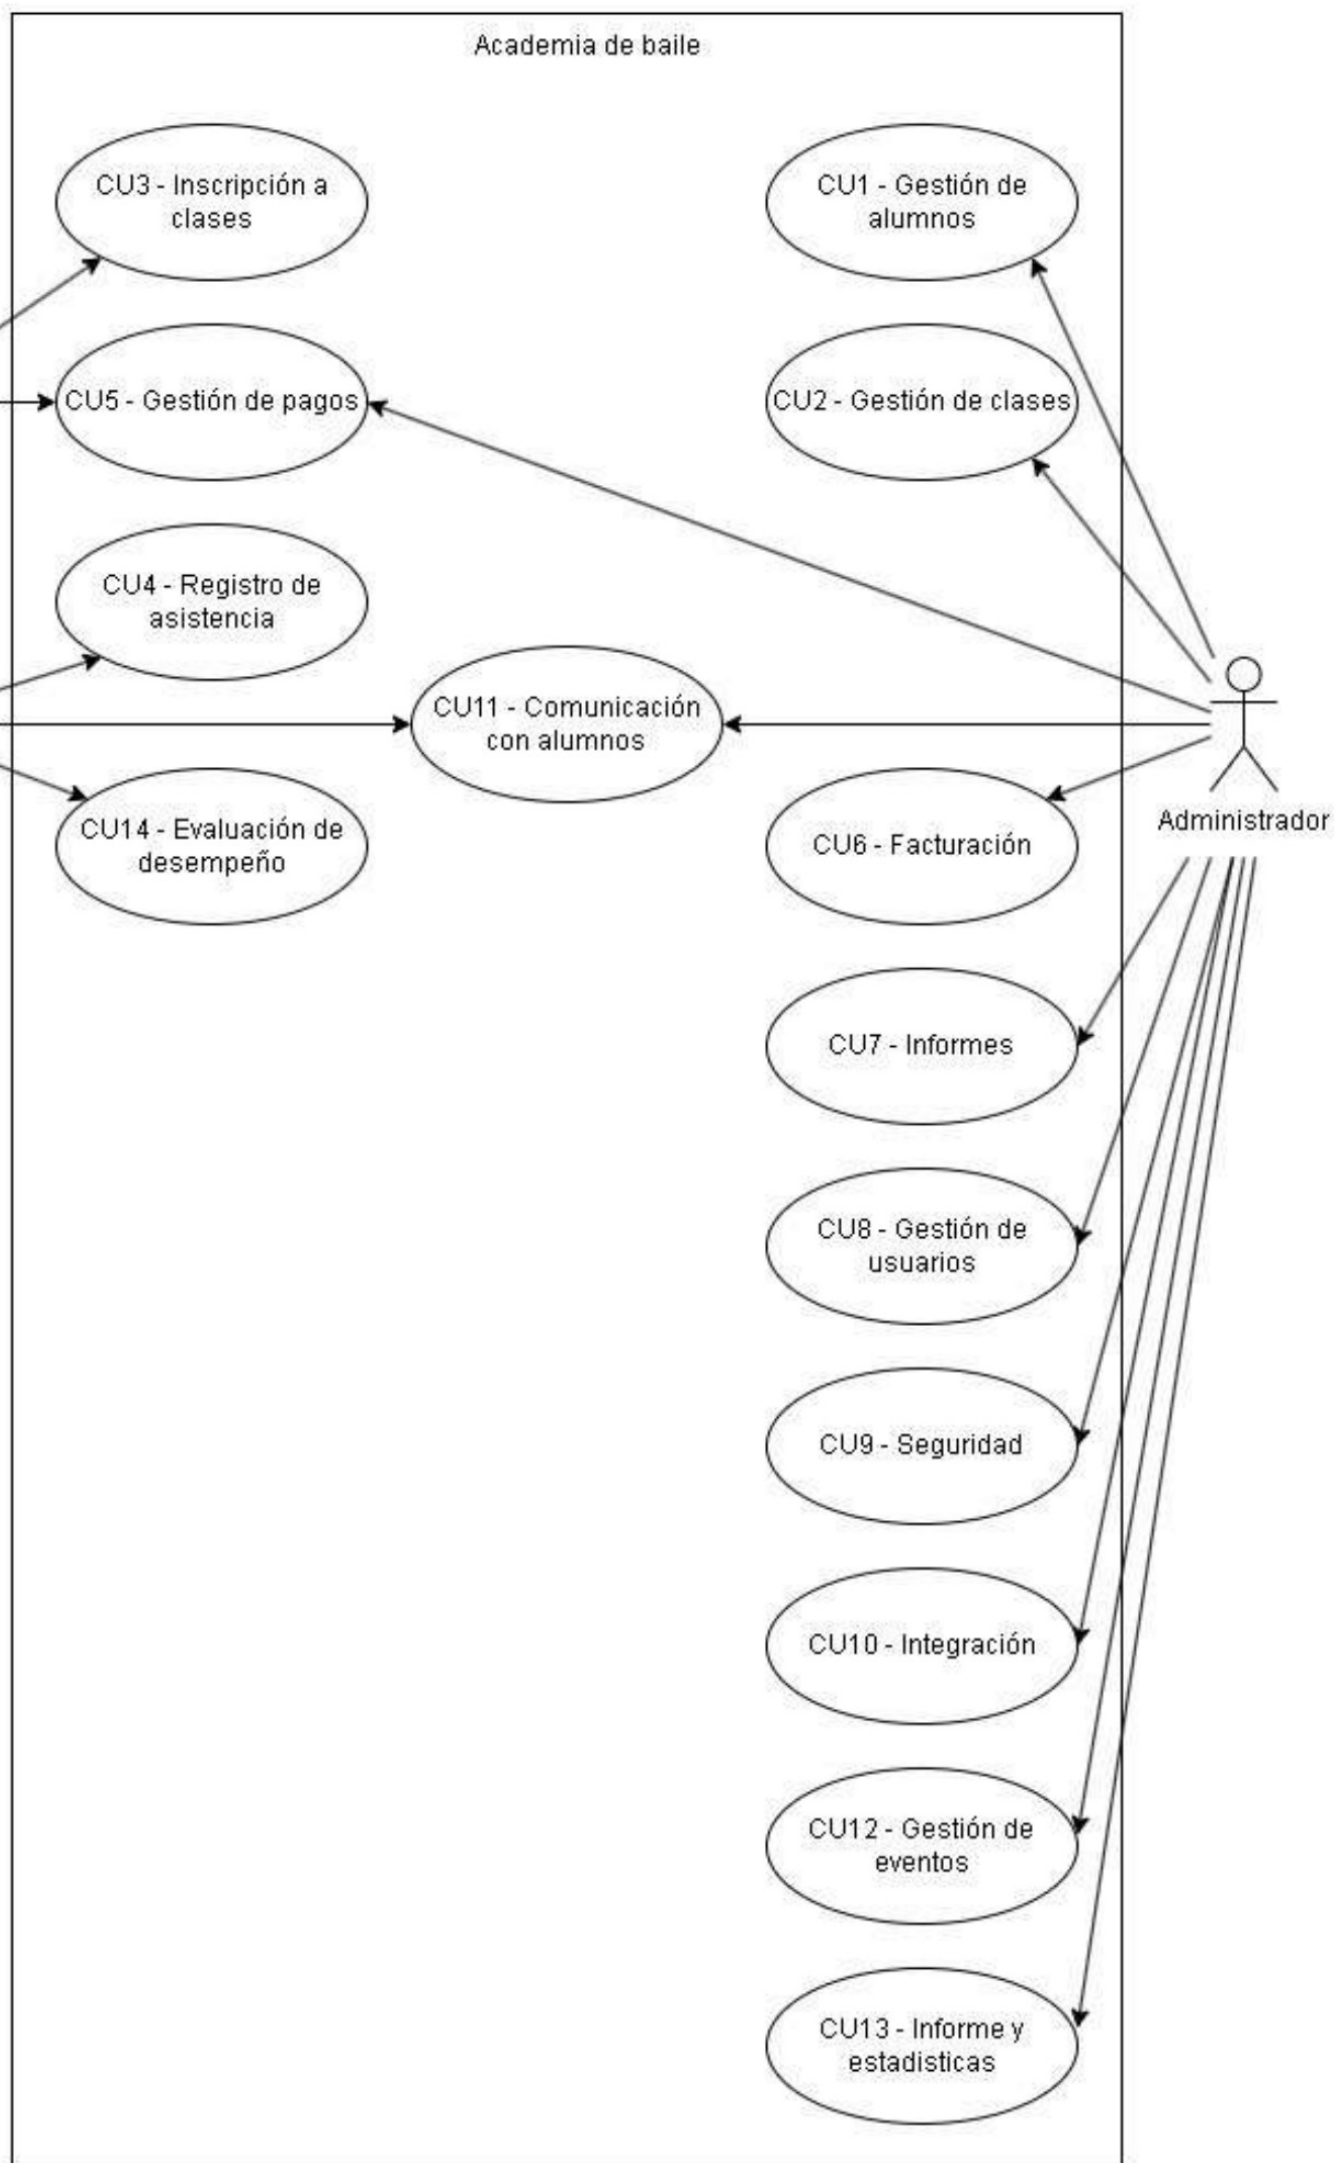 Academia de baile
CU3 - Inscripción a
clases
CU1 - Gestión de
alumnos
CU5 - Gestión de pagos
CU2 - Gestión de clases
CU4 - Registro de
asistencia
CU11 - Comunicación
con alumnos
Administrador
CU14 - Evaluación de
desempeño
CU6 - Facturación
CU7 - Informes
CU8 - Gestión de
usuarios
CU9 - Seguridad
CU10 - Integración
CU12 - Gestión de
eventos
CU13 - Informe y
estadisticas